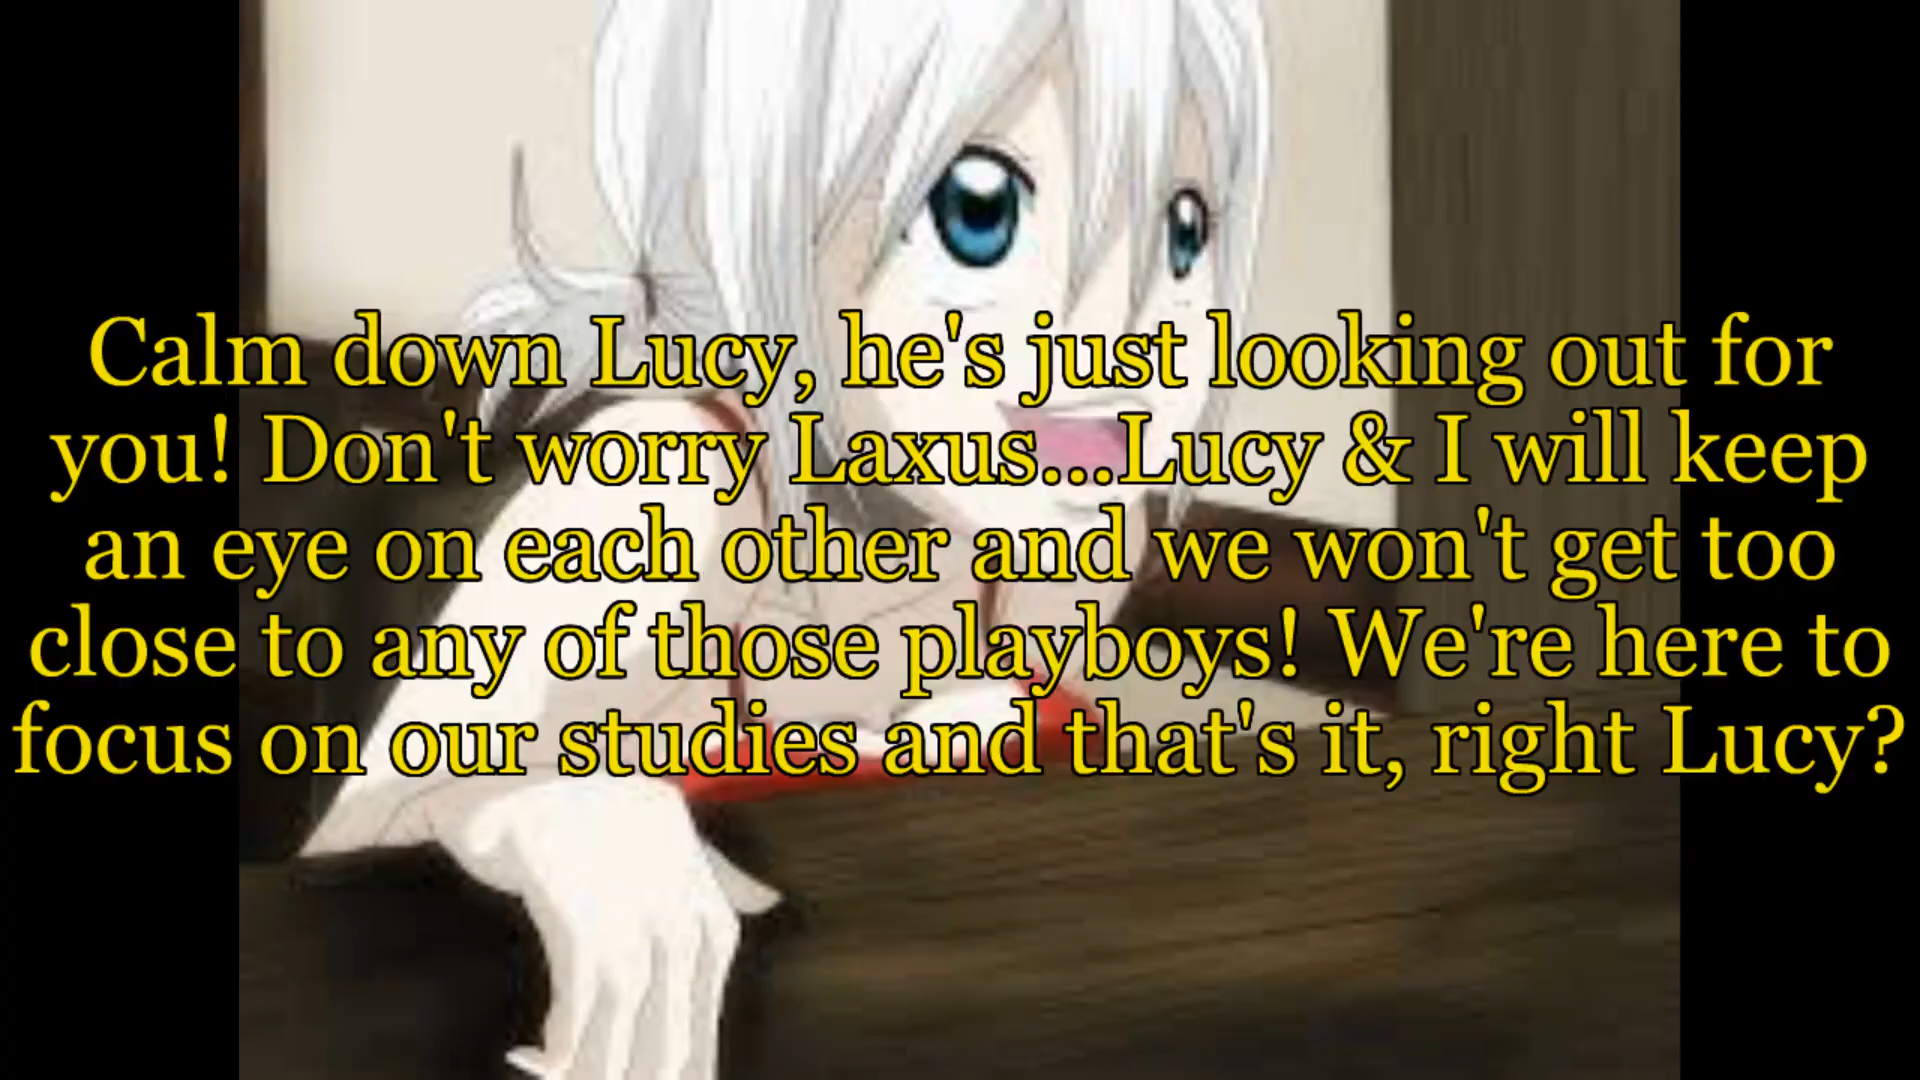 Calm down Lucy, he's just looking out for
you! Don't worry Laxus...Lucy & I will keep
an eye on each other and we won't get too
close to any of those playboys! We're here to
focus on our studies and that's it, right Lucy?